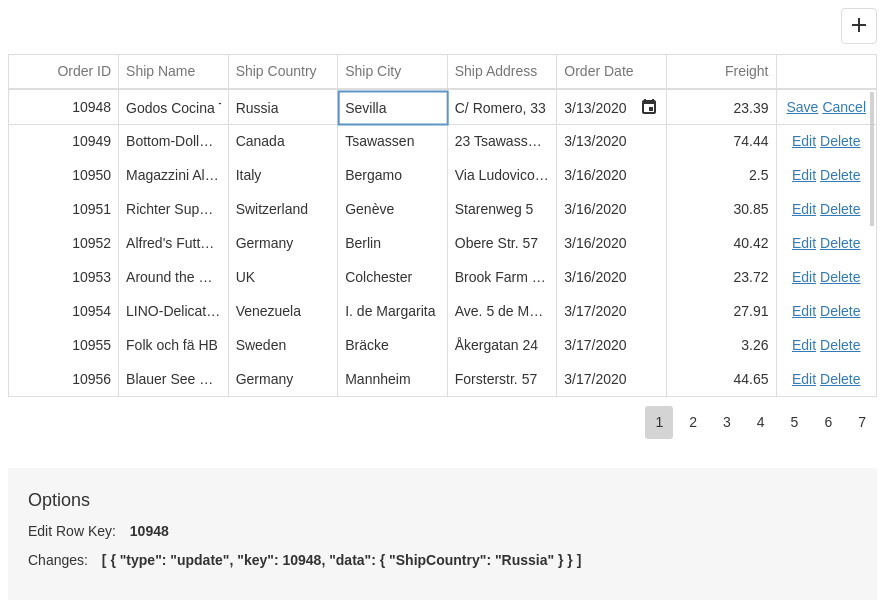 +
Order ID Ship Name Ship Country Ship City Ship Address Order Date Freight
10948 Godos Cocina Russia Sevilla C/ Romero, 33 3/13/2020 23.39 Save Cancel
10949 Bottom-Doll… Canada Tsawassen 23 Tsawass… 3/13/2020 74.44 Edit Delete
10950 Magazzini Al… Italy Bergamo Via Ludovico… 3/16/2020 2.5 Edit Delete
10951 Richter Sup… Switzerland Genève Starenweg 5 3/16/2020 30.85 Edit Delete
10952 Alfred's Futt… Germany Berlin Obere Str. 57 3/16/2020 40.42 Edit Delete
10953 Around the … UK Colchester Brook Farm … 3/16/2020 23.72 Edit Delete
10954 LINO-Delicat… Venezuela I. de Margarita Ave. 5 de M… 3/17/2020 27.91 Edit Delete
10955 Folk och fä HB Sweden Bräcke Åkergatan 24 3/17/2020 3.26 Edit Delete
10956 Blauer See … Germany Mannheim Forsterstr. 57 3/17/2020 44.65 Edit Delete
1 2 3 4 5 6 7
Options
Edit Row Key: 10948
Changes: [ { "type": "update", "key": 10948, "data": { "ShipCountry": "Russia" } } ]